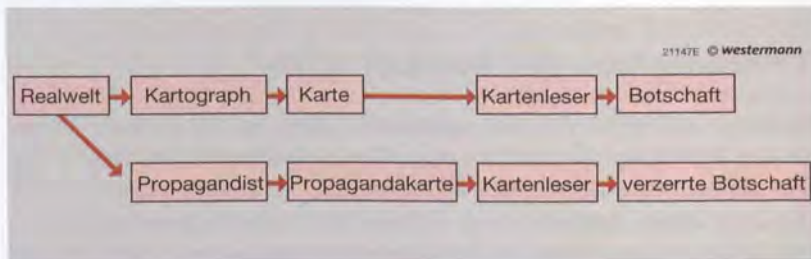 21147E © westermann
Realwelt Kartograph Karte Kartenleser Botschaft
Propagandist Propagandakarte Kartenleser verzerrte Botschaft